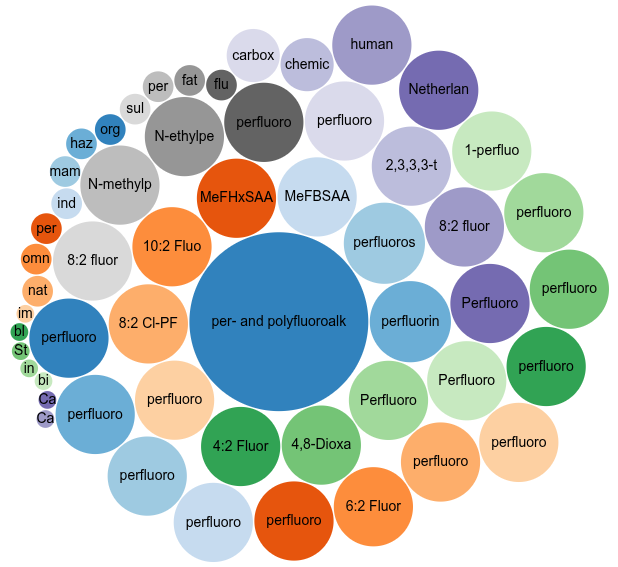 human
carbox
chemic
fat
flu
per
Netherlan
sul
perfluoro
perfluoro
org
N-ethylpe
haz
1-perfluo
2,3,3,3-t
mam
N-methylp
MeFHxSAA
MeFBSAA
ind
perfluoro
8:2 fluor
per
perfluoros
10:2 Fluo
omn
8:2 fluor
nat
perfluoro
Perfluoro
im
per- and polyfluoroalk
perfluorin
8:2 Cl-PF
bl
perfluoro
St
in
perfluoro
bi
Perfluoro
Ca
perfluoro
Perfluoro
Ca
perfluoro
4:2 Fluor
4,8-Dioxa
perfluoro
perfluoro
perfluoro
6:2 Fluor
perfluoro
perfluoro